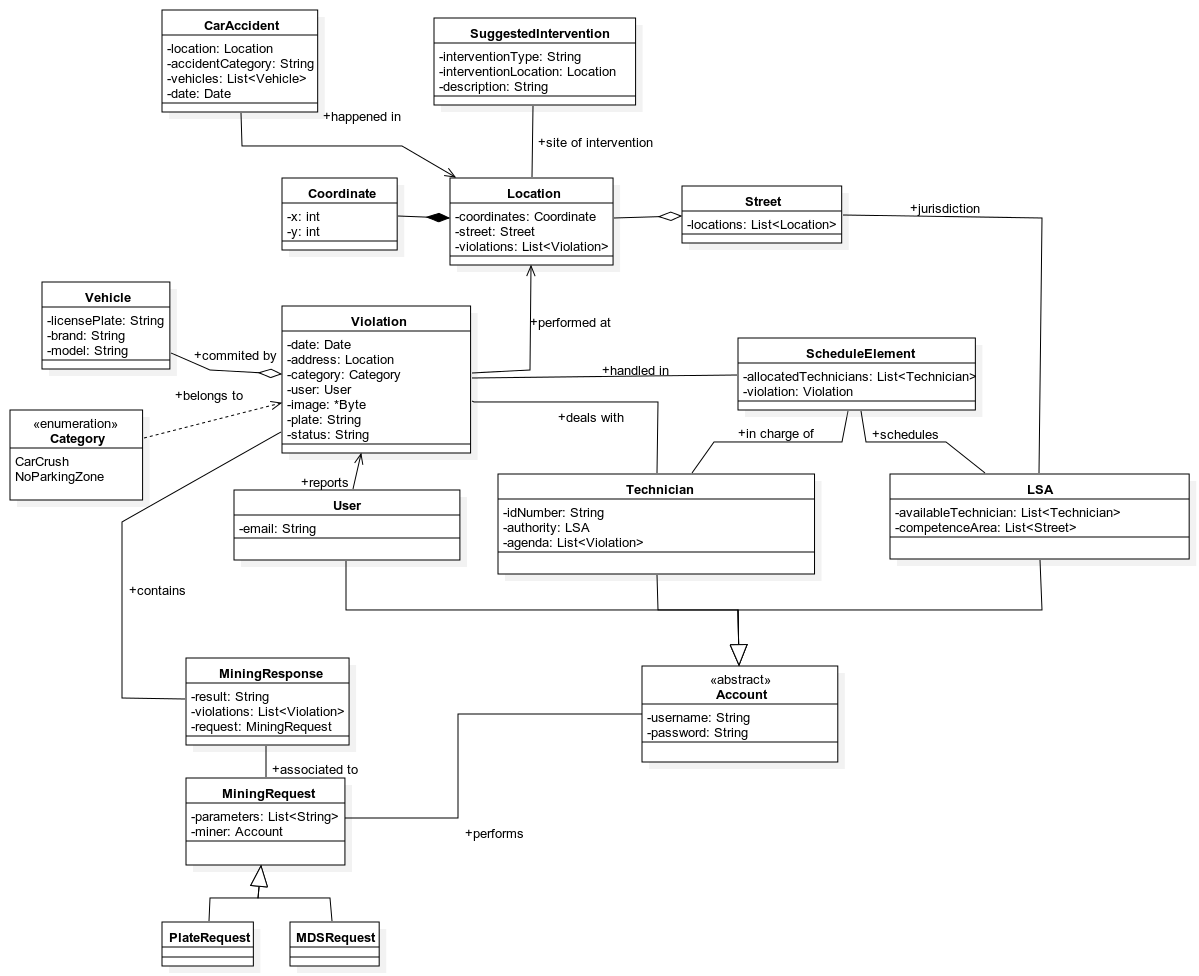 CarAccident
-location: Location
-accidentCategory: String
-vehicles: List<Vehicle>
-date: Date
SuggestedIntervention
-interventionType: String
-interventionLocation: Location
-description: String
+happened in
+site of intervention
Coordinate
-x: int
-y: int
Location
-coordinates: Coordinate
-street: Street
-violations: List<Violation>
Street
-locations: List<Location>
+jurisdiction
Vehicle
-licensePlate: String
-brand: String
-model: String
+commited by
+belongs to
Violation
-date: Date
-address: Location
-category: Category
-user: User
-image: *Byte
-plate: String
-status: String
+performed at
+handled in
+deals with
ScheduleElement
-allocatedTechnicians: List<Technician>
-violation: Violation
+in charge of
+schedules
«enumeration»
Category
CarCrush
NoParkingZone
+reports
User
-email: String
Technician
-idNumber: String
-authority: LSA
-agenda: List<Violation>
LSA
-availableTechnician: List<Technician>
-competenceArea: List<Street>
+contains
MiningResponse
-result: String
-violations: List<Violation>
-request: MiningRequest
«abstract»
Account
-username: String
-password: String
+associated to
MiningRequest
-parameters: List<String>
-miner: Account
+performs
PlateRequest
MDSRequest